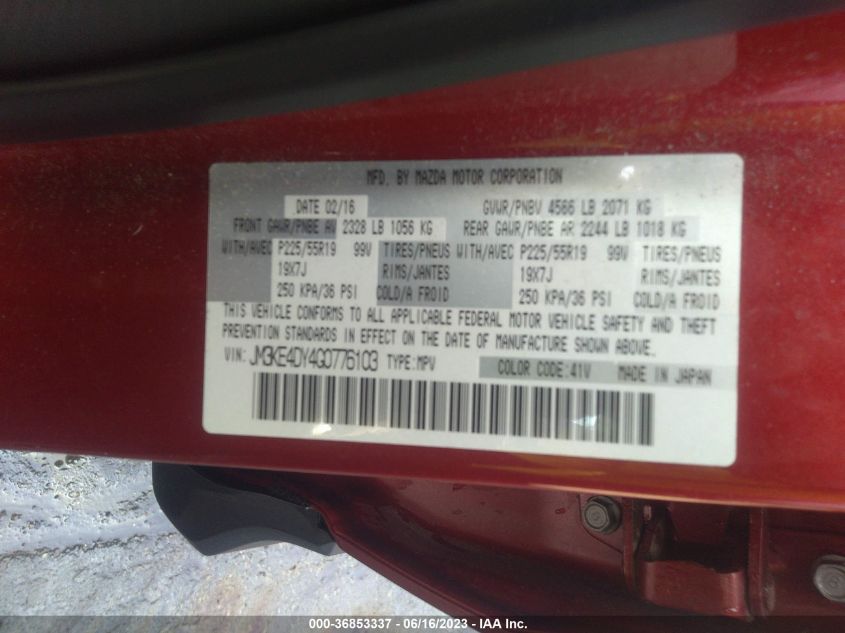 MFD. BY MAZDA MOTOR CORPORATION
DATE 02/16 GVWR/PNBV 4566 LB 2071 KG
FRONT GAWR/PNBE AV 2328 LB 1056 KG REAR GAWR/PNBE AR 2244 LB 1018 KG
WITH/AVEC P225/55R19 99V TIRES/PNEUS WITH/AVEC P225/55R19 99V TIRES/PNEUS
19X7J RIMS/JANTES 19X7J RIMS/JANTES
250 KPA/36 PSI COLD/A FROID 250 KPA/36 PSI COLD/A FROID
THIS VEHICLE CONFORMS TO ALL APPLICABLE FEDERAL MOTOR VEHICLE SAFETY AND THEFT
PREVENTION STANDARDS IN EFFECT ON THE DATE OF MANUFACTURE SHOWN ABOVE.
VIN: JM3KE4DY4G0776103 TYPE:MPV COLOR CODE:41V MADE IN JAPAN
000-36853337 - 06/16/2023 - IAA Inc.